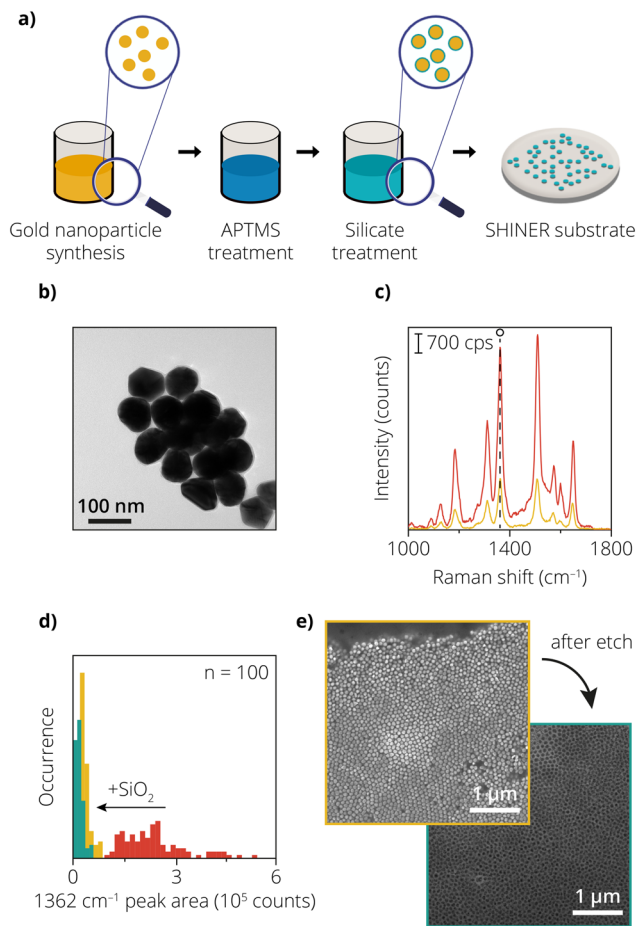 a)
Gold nanoparticle
synthesis
APTMS
treatment
Silicate
treatment
SHINER substrate
b)
100 nm
c)
700 cps
Intensity (counts)
1000
1400
1800
Raman shift (cm⁻¹)
d)
n = 100
Occurrence
+SiO₂
0
3
6
1362 cm⁻¹ peak area (10⁵ counts)
e)
after etch
1 µm
1 µm